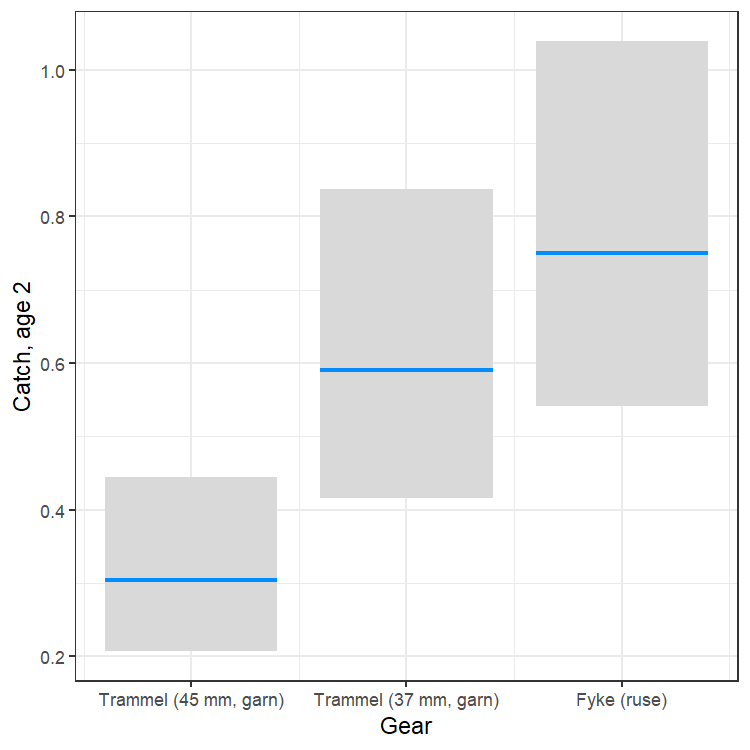 Catch, age 2
1.0
0.8
0.6
0.4
0.2
Trammel (45 mm, garn) Trammel (37 mm, garn) Fyke (ruse)
Gear